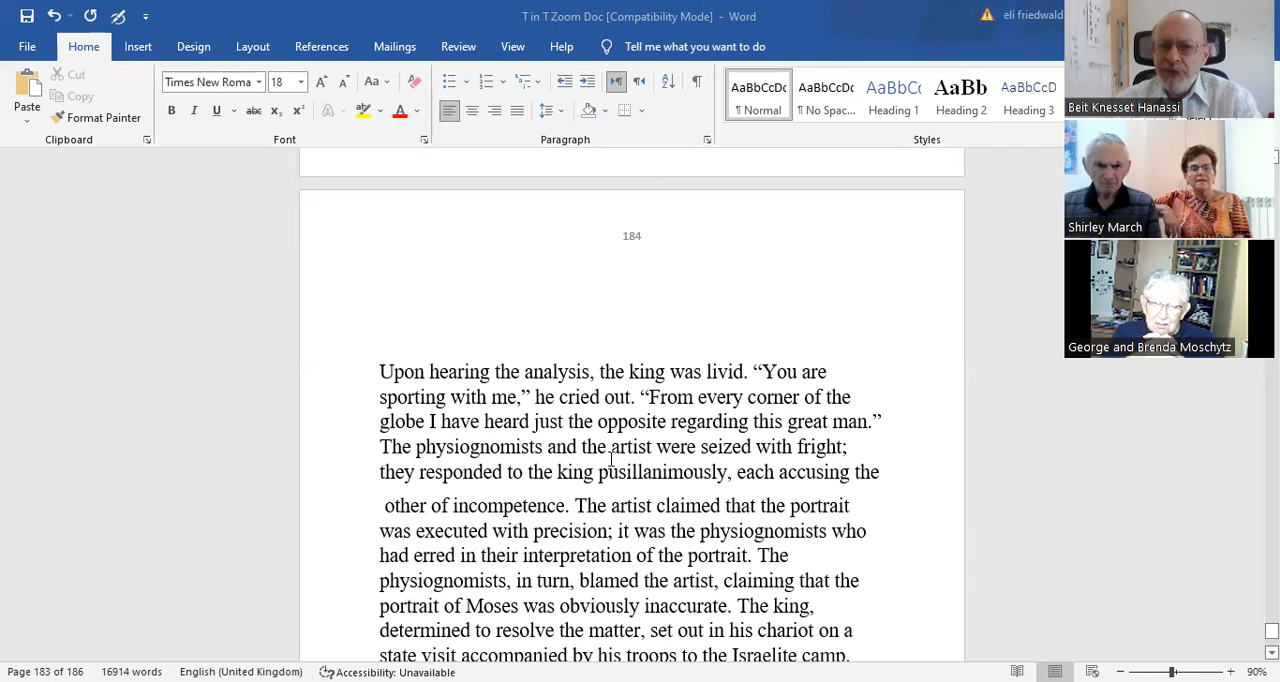 T in T Zoom Doc [Compatibility Mode] - Word
eli friedwald
File Home Insert Design Layout References Mailings Review View Help Tell me what you want to do
Paste
Cut
Copy
Format Painter
Times New Roma 18
B I U abc X₂ X²
Aa
Clipboard Font Paragraph Styles
AaBbCcDc AaBbCcDc AaBbCc AaBb AaBbCcD
¶ Normal ¶ No Spac... Heading 1 Heading 2 Heading 3
Beit Knesset Hanassi
Shirley March
George and Brenda Moschytz
184
Upon hearing the analysis, the king was livid. “You are
sporting with me,” he cried out. “From every corner of the
globe I have heard just the opposite regarding this great man.”
The physiognomists and the artist were seized with fright;
they responded to the king pusillanimously, each accusing the
other of incompetence. The artist claimed that the portrait
was executed with precision; it was the physiognomists who
had erred in their interpretation of the portrait. The
physiognomists, in turn, blamed the artist, claiming that the
portrait of Moses was obviously inaccurate. The king,
determined to resolve the matter, set out in his chariot on a
state visit accompanied by his troops to the Israelite camp.
Page 183 of 186 16914 words English (United Kingdom) Accessibility: Unavailable 90%